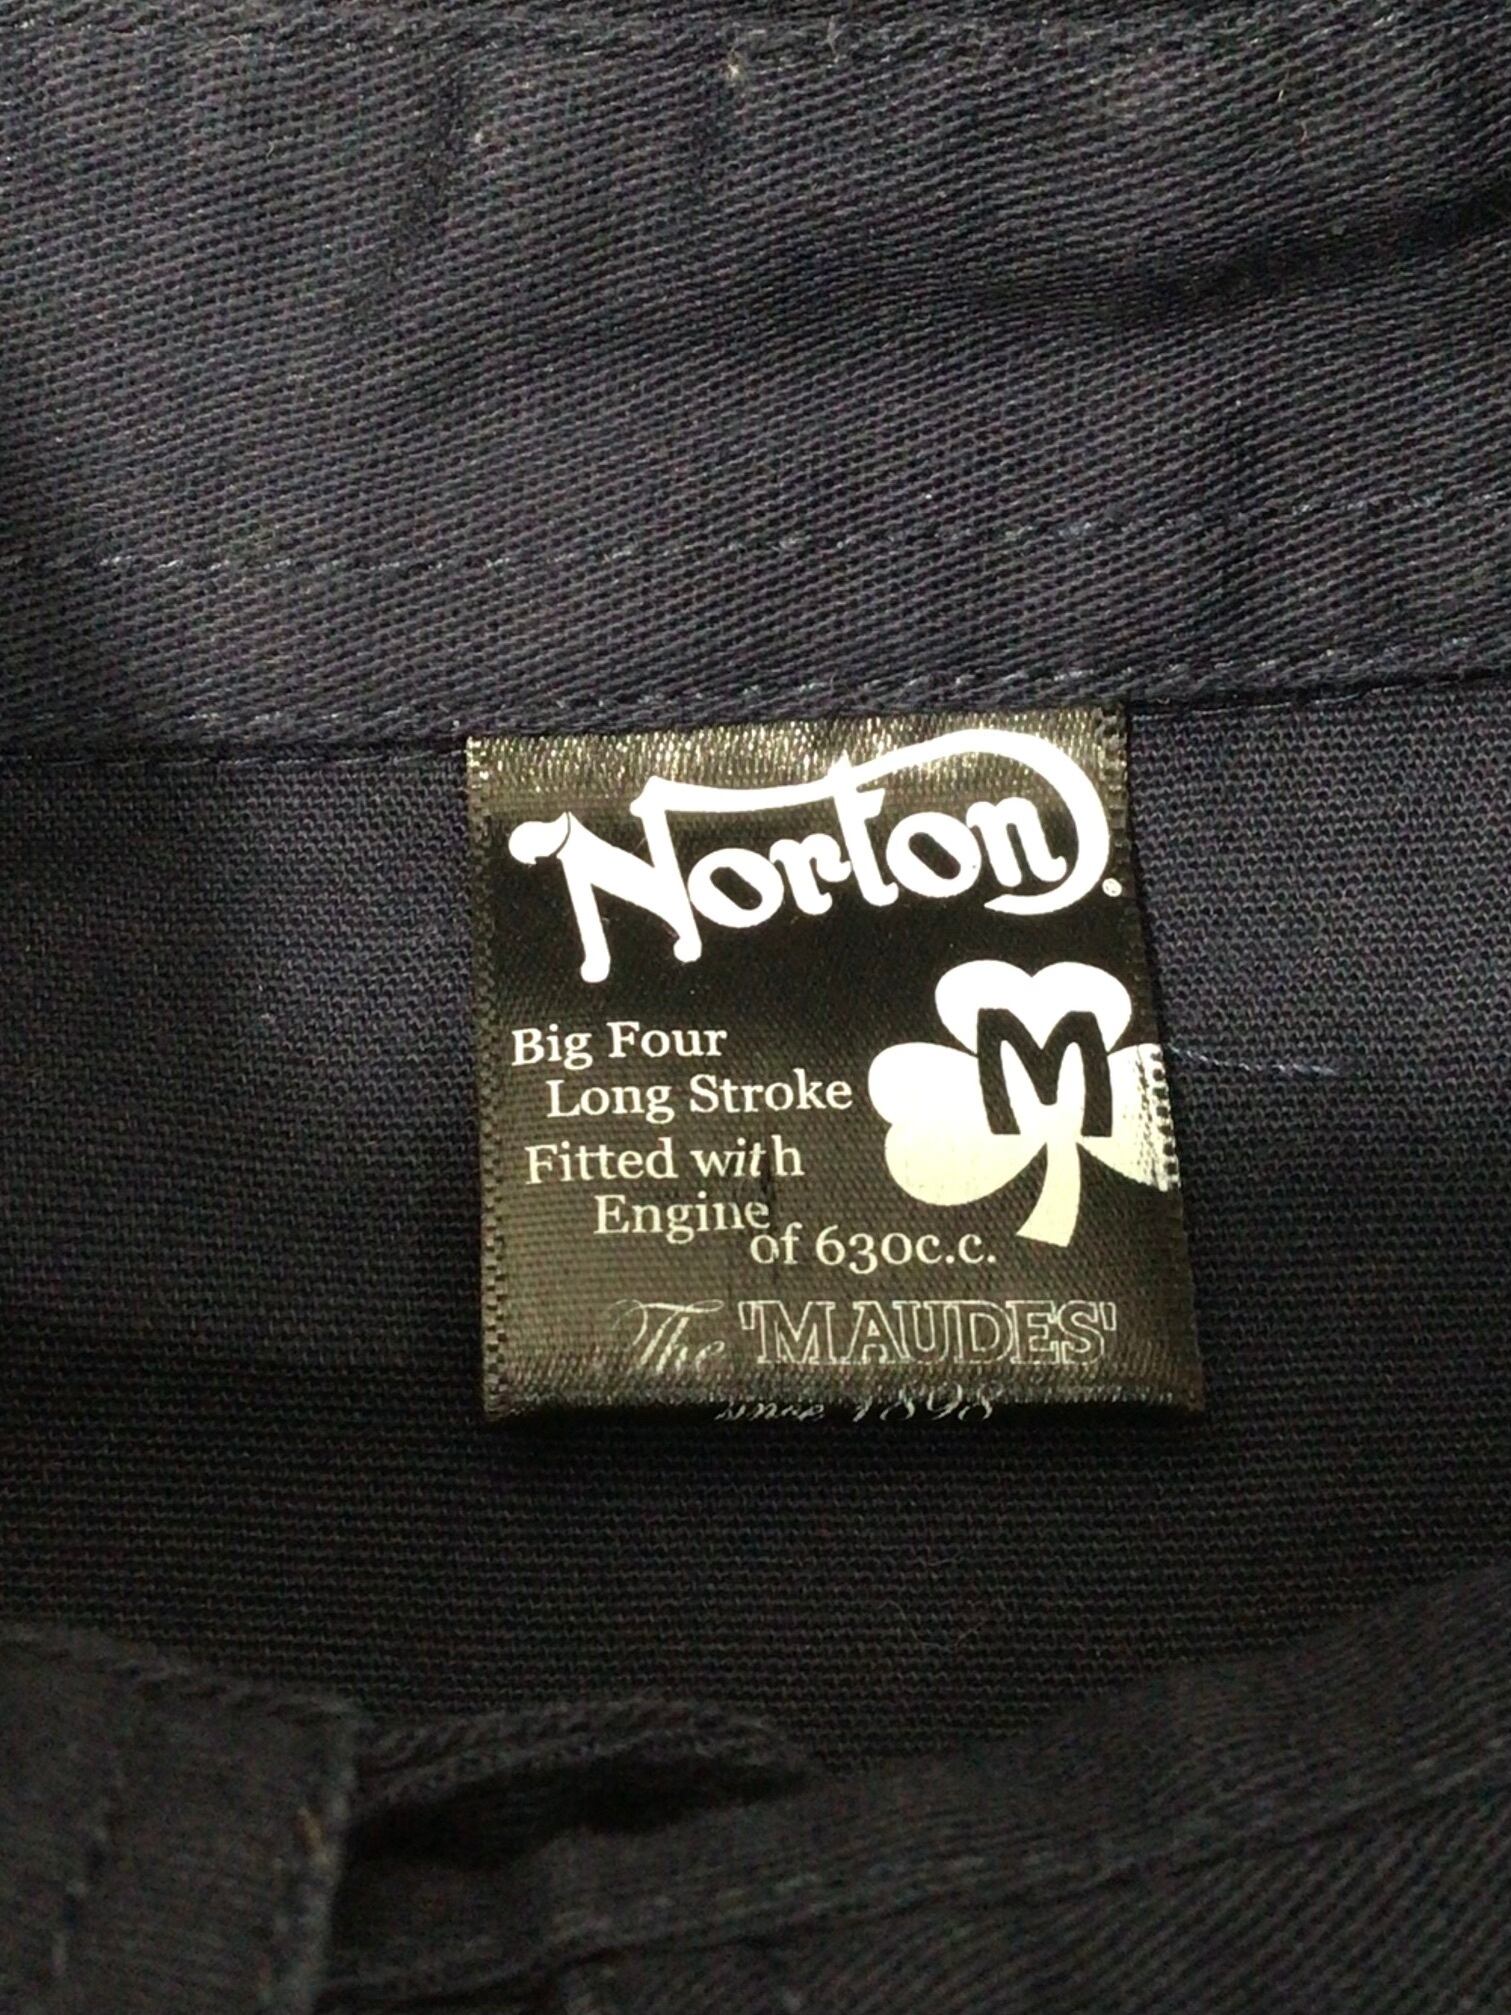 Norton®
M
Big Four
Long Stroke
Fitted with
Engine
of 630c.c.
The 'MAUDES'
since 1898